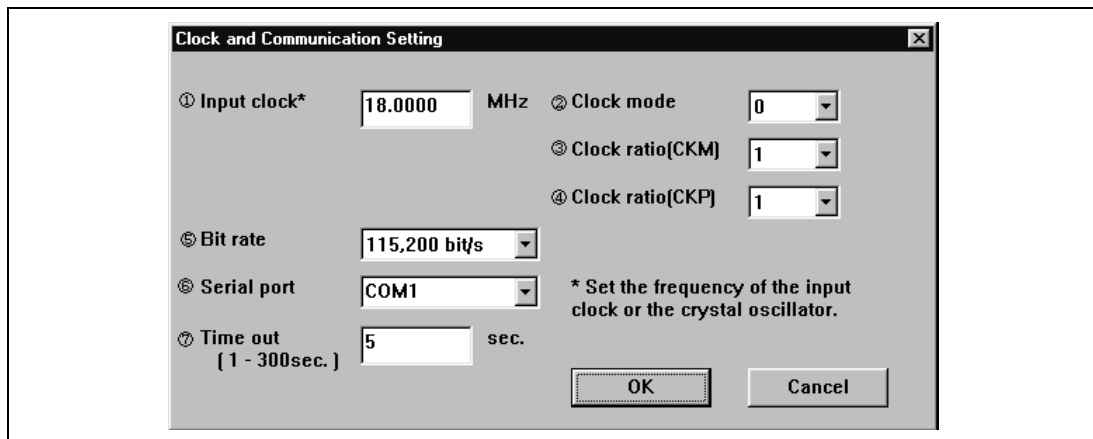 Clock and Communication Setting
① Input clock* 18.0000 MHz ② Clock mode 0
③ Clock ratio(CKM) 1
④ Clock ratio(CKP) 1
⑤ Bit rate 115,200 bit/s
⑥ Serial port COM1 * Set the frequency of the input
clock or the crystal oscillator.
⑦ Time out 5 sec.
( 1 - 300sec. )
OK Cancel